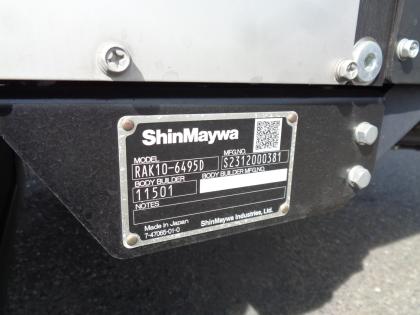 ShinMaywa
MODEL MFG.NO.
RAK10-6495D S2312000381
BODY BUILDER BODY BUILDER MFG.NO.
11501
NOTES
Made in Japan ShinMaywa Industries, Ltd.
7-47065-01-0